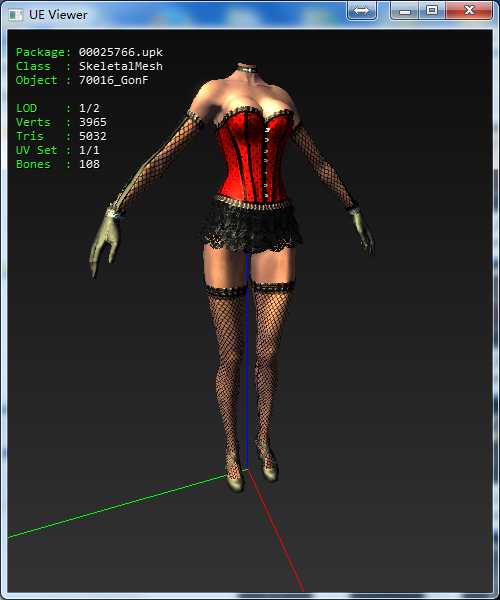 UE Viewer
Package: 00025766.upk
Class : SkeletalMesh
Object : 70016_GonF
LOD : 1/2
Verts : 3965
Tris : 5032
UV Set : 1/1
Bones : 108